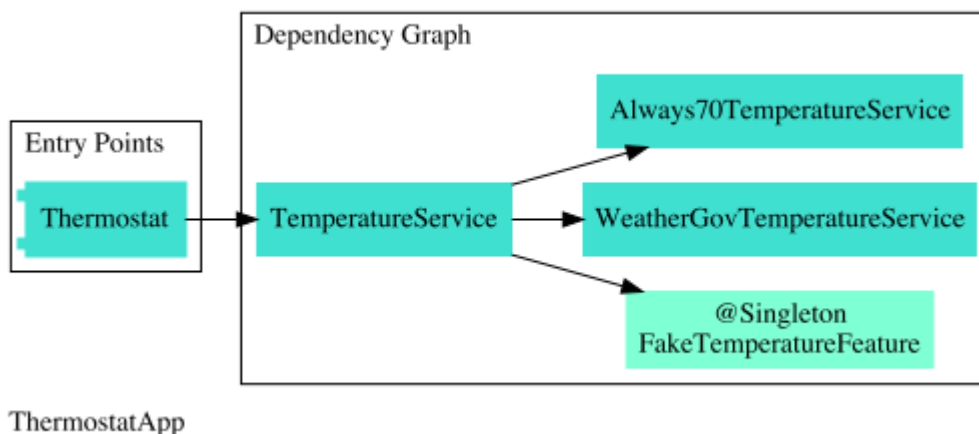 Dependency Graph
Always70TemperatureService
Entry Points
Thermostat
TemperatureService
WeatherGovTemperatureService
@Singleton
FakeTemperatureFeature
ThermostatApp